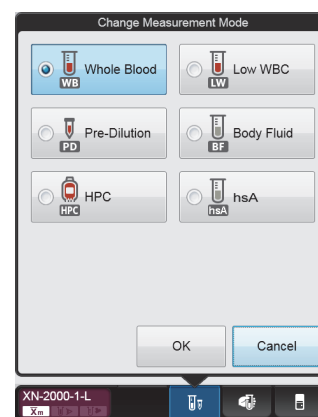 Change Measurement Mode
WB Whole Blood
LW Low WBC
PD Pre-Dilution
BF Body Fluid
HPC HPC
hsA hsA
OK
Cancel
XN-2000-1-L
Xm